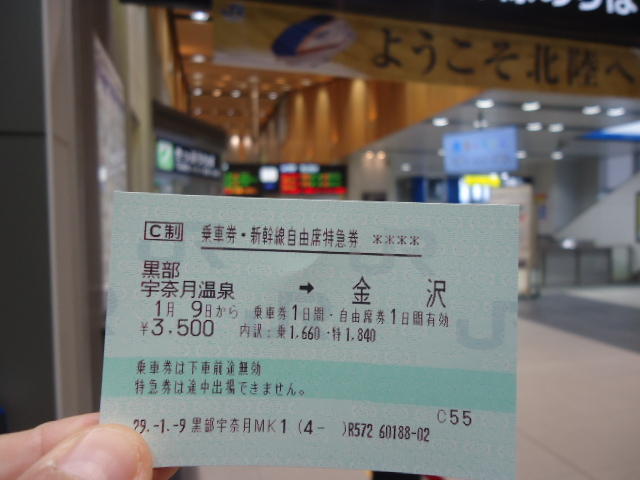 ようこそ北陸へ
C制 乗車券・新幹線自由席特急券 ****
黒部
宇奈月温泉 → 金沢
1月 9日から 乗車券1日間・自由席券1日間有効
¥3,500 内訳:乗1,660・特1,840
乗車券は下車前途無効
特急券は途中出場できません。
C55
29.-1.-9 黒部宇奈月MK1 (4- )R572 60188-02